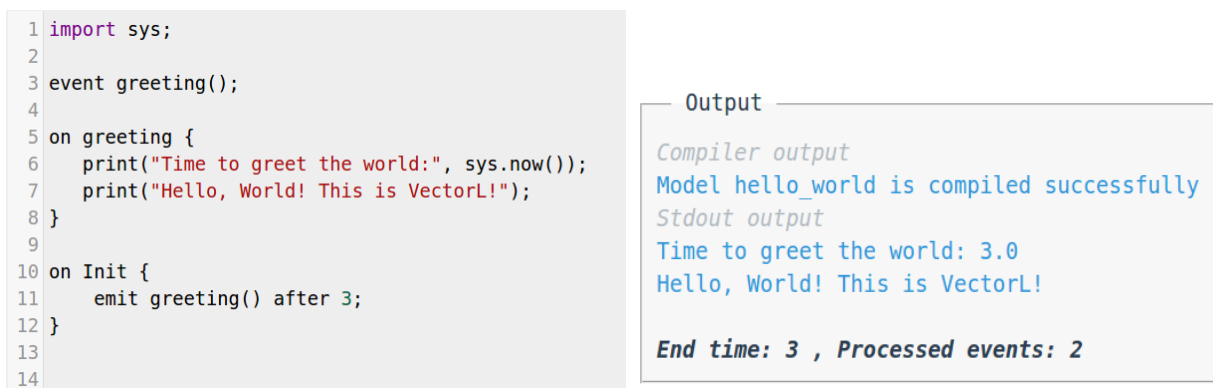 1 import sys;
2
3 event greeting();
4
5 on greeting {
6    print("Time to greet the world:", sys.now());
7    print("Hello, World! This is VectorL!");
8 }
9
10 on Init {
11     emit greeting() after 3;
12 }
13
14
Output
Compiler output
Model hello_world is compiled successfully
Stdout output
Time to greet the world: 3.0
Hello, World! This is VectorL!
End time: 3 , Processed events: 2